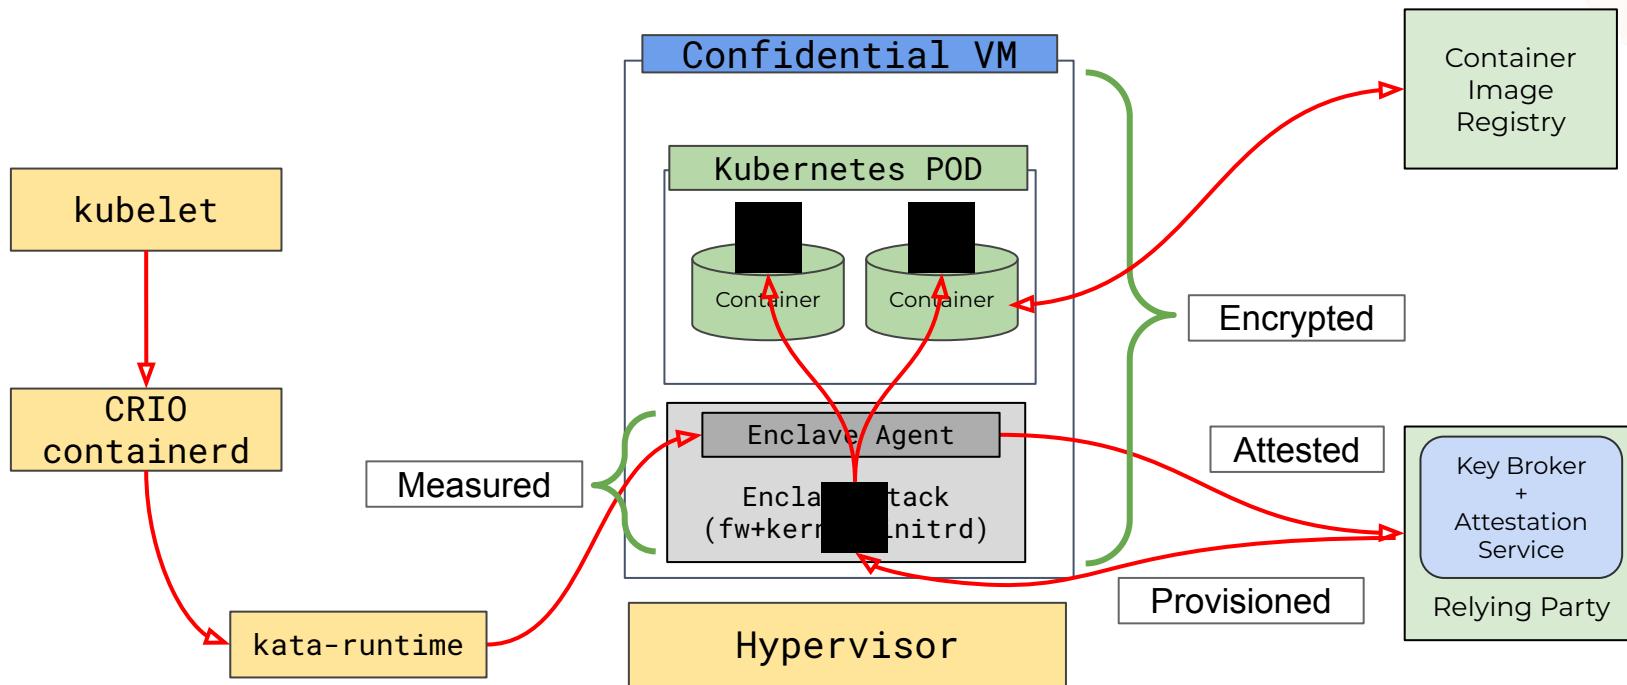 Confidential VM
Container
Image
Registry
Kubernetes POD
kubelet
Container
Container
Encrypted
CRIO
containerd
Enclave Agent
Attested
Measured
(fw+ker
nitrd)
Key Broker
+
Attestation
Service
Provisioned
Relying Party
kata-runtime
Hypervisor